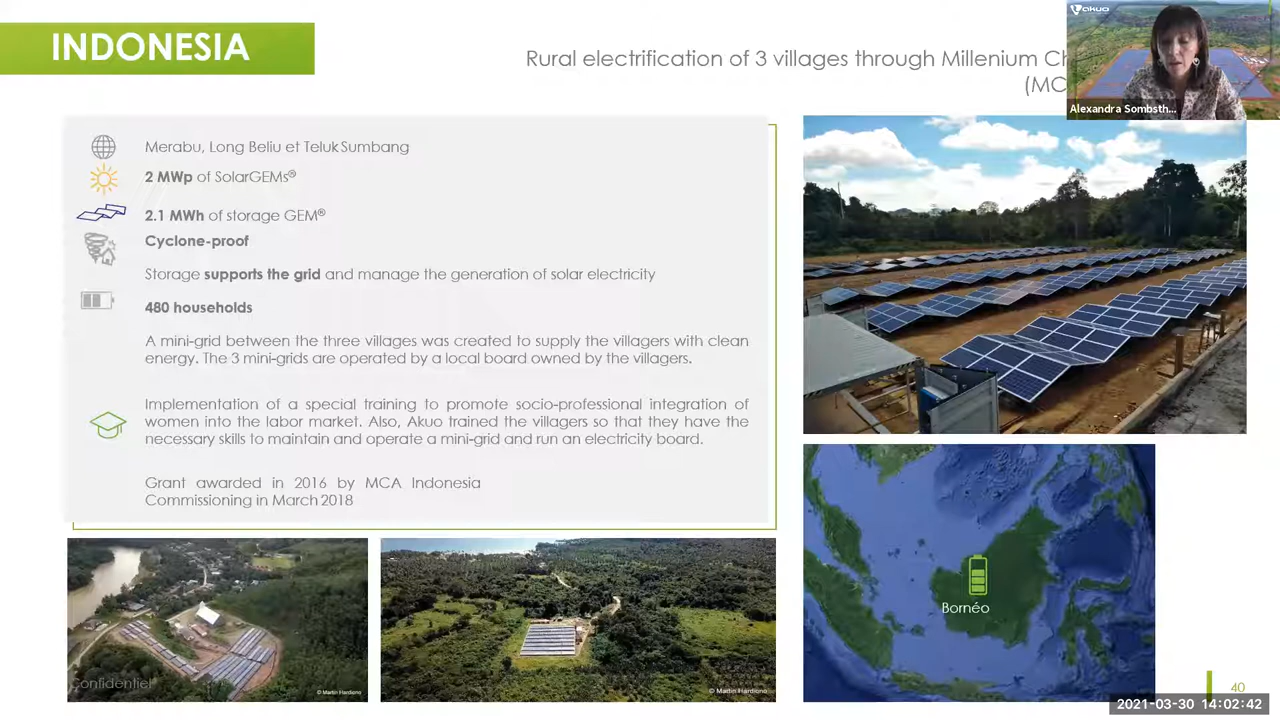 INDONESIA
Rural electrification of 3 villages through Millenium
(MC
akuo
Alexandra Sombsth...
Merabu, Long Beliu et Teluk Sumbang
2 MWp of SolarGEMs®
2.1 MWh of storage GEM®
Cyclone-proof
Storage supports the grid and manage the generation of solar electricity
480 households
A mini-grid between the three villages was created to supply the villagers with clean
energy. The 3 mini-grids are operated by a local board owned by the villagers.
Implementation of a special training to promote socio-professional integration of
women into the labor market. Also, Akuo trained the villagers so that they have the
necessary skills to maintain and operate a mini-grid and run an electricity board.
Grant awarded in 2016 by MCA Indonesia
Commissioning in March 2018
Bornéo
Confidentiel
© Martin Hardiono
© Martin Hardiono
40
2021-03-30 14:02:42